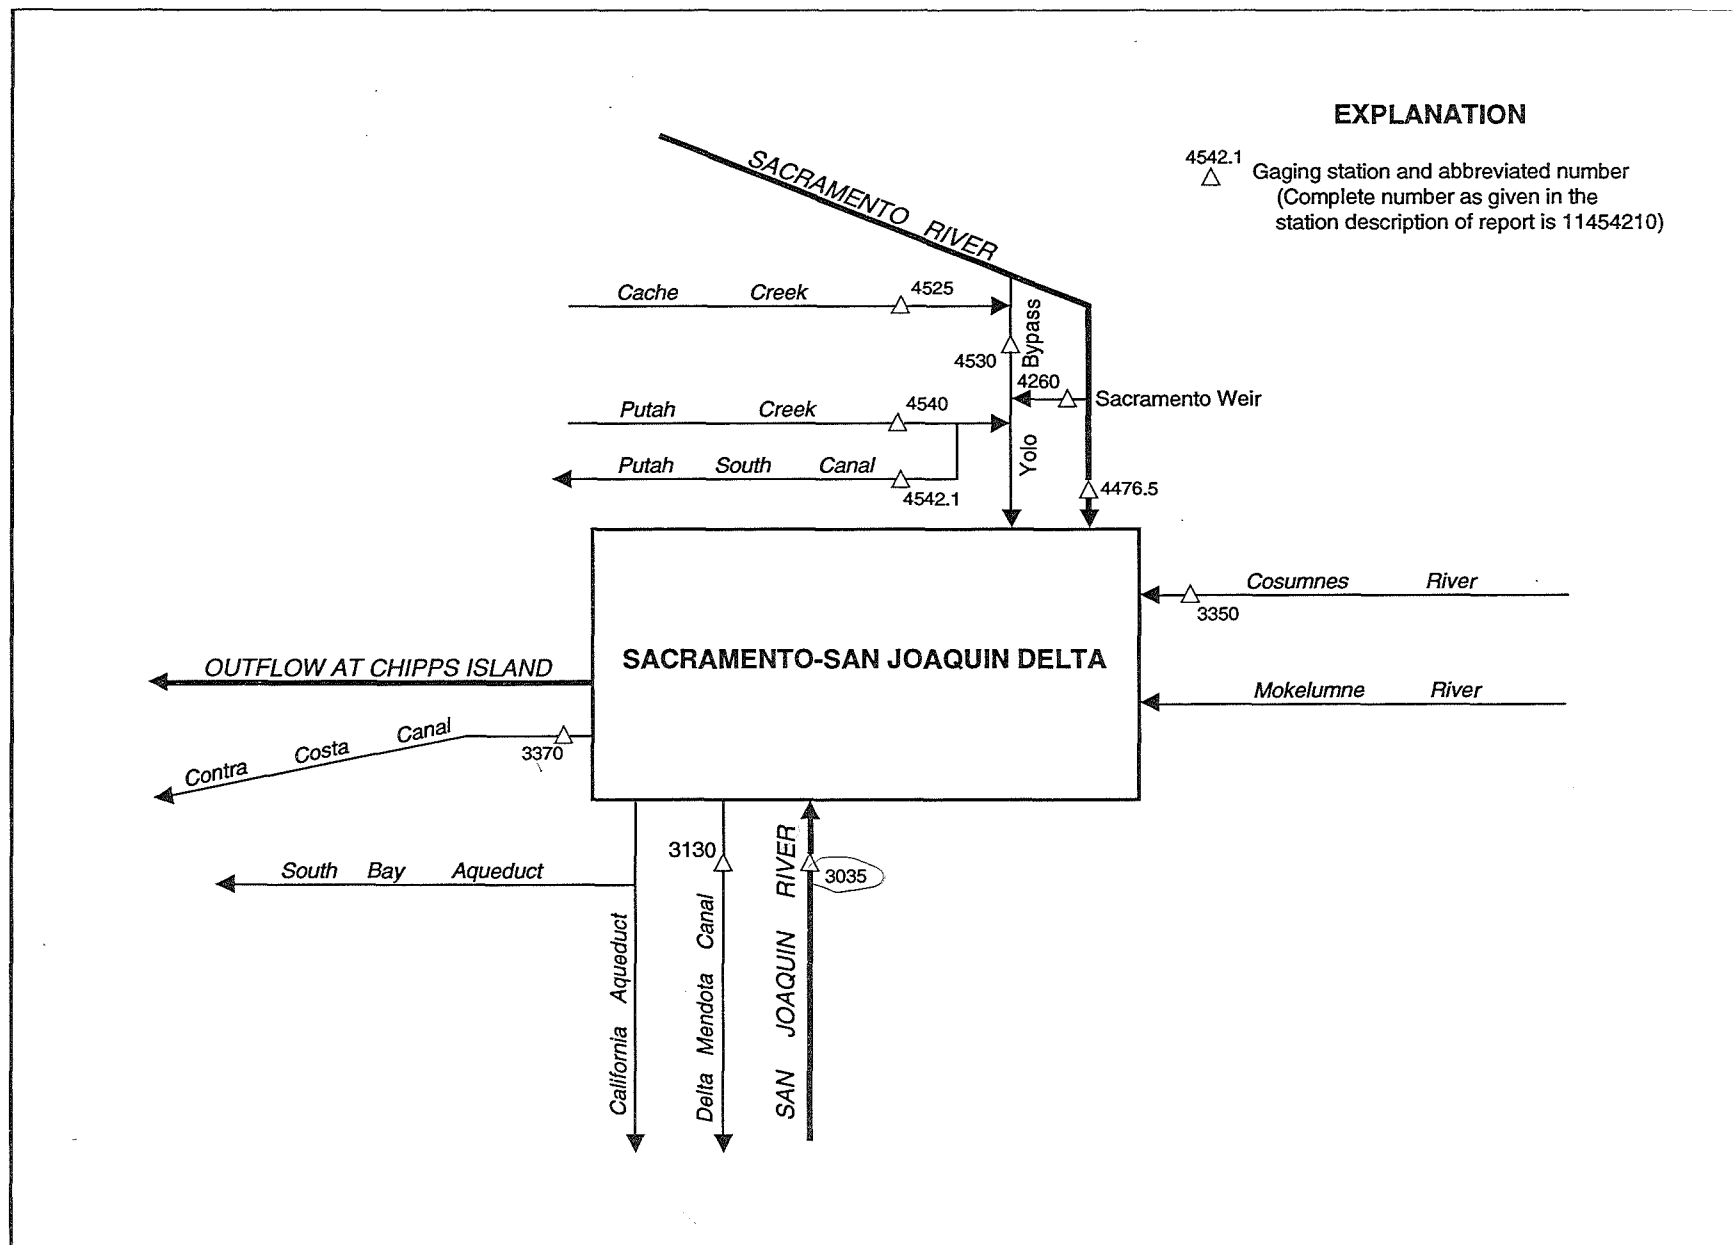 EXPLANATION
4542.1
Gaging station and abbreviated number
(Complete number as given in the
station description of report is 11454210)
SACRAMENTO RIVER
Cache Creek
4525
Bypass
4530
4260
Sacramento Weir
Putah Creek
4540
Yolo
Putah South Canal
4542.1
4476.5
Cosumnes River
3350
SACRAMENTO-SAN JOAQUIN DELTA
OUTFLOW AT CHIPPS ISLAND
Mokelumne River
Contra Costa Canal
3370
South Bay Aqueduct
California Aqueduct
3130
Delta Mendota Canal
SAN JOAQUIN RIVER
3035